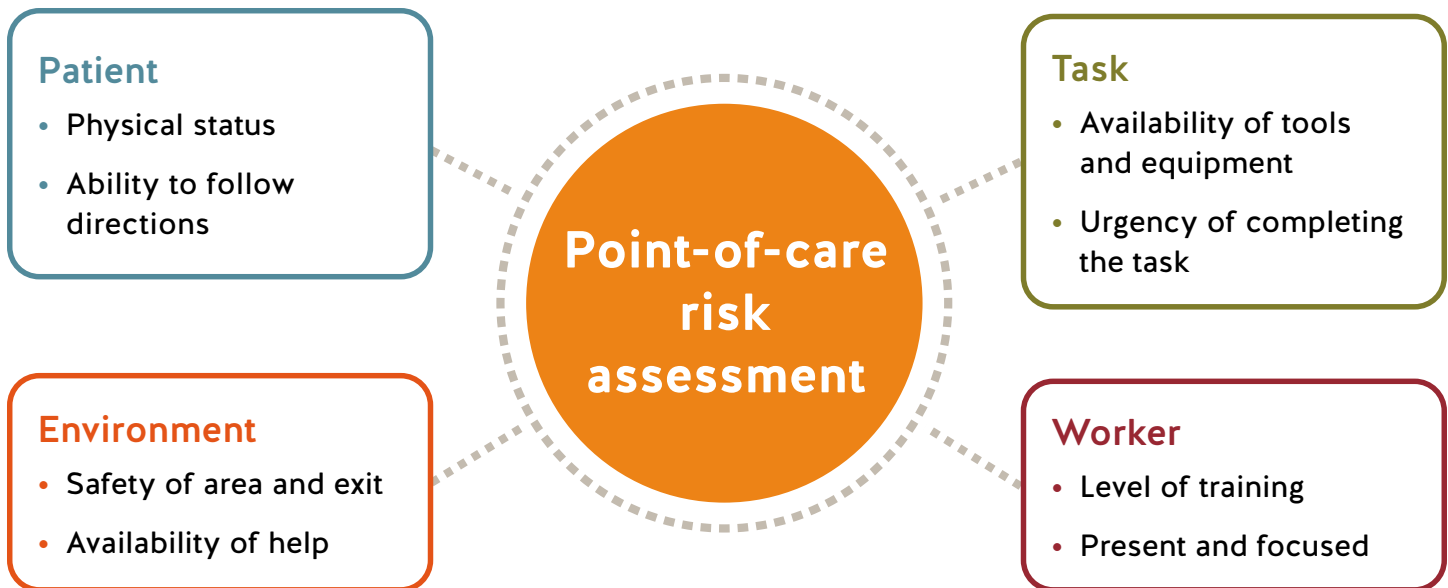 Patient
• Physical status
• Ability to follow
directions
Point-of-care
risk
assessment
Task
• Availability of tools
and equipment
• Urgency of completing
the task
Environment
• Safety of area and exit
• Availability of help
Worker
• Level of training
• Present and focused